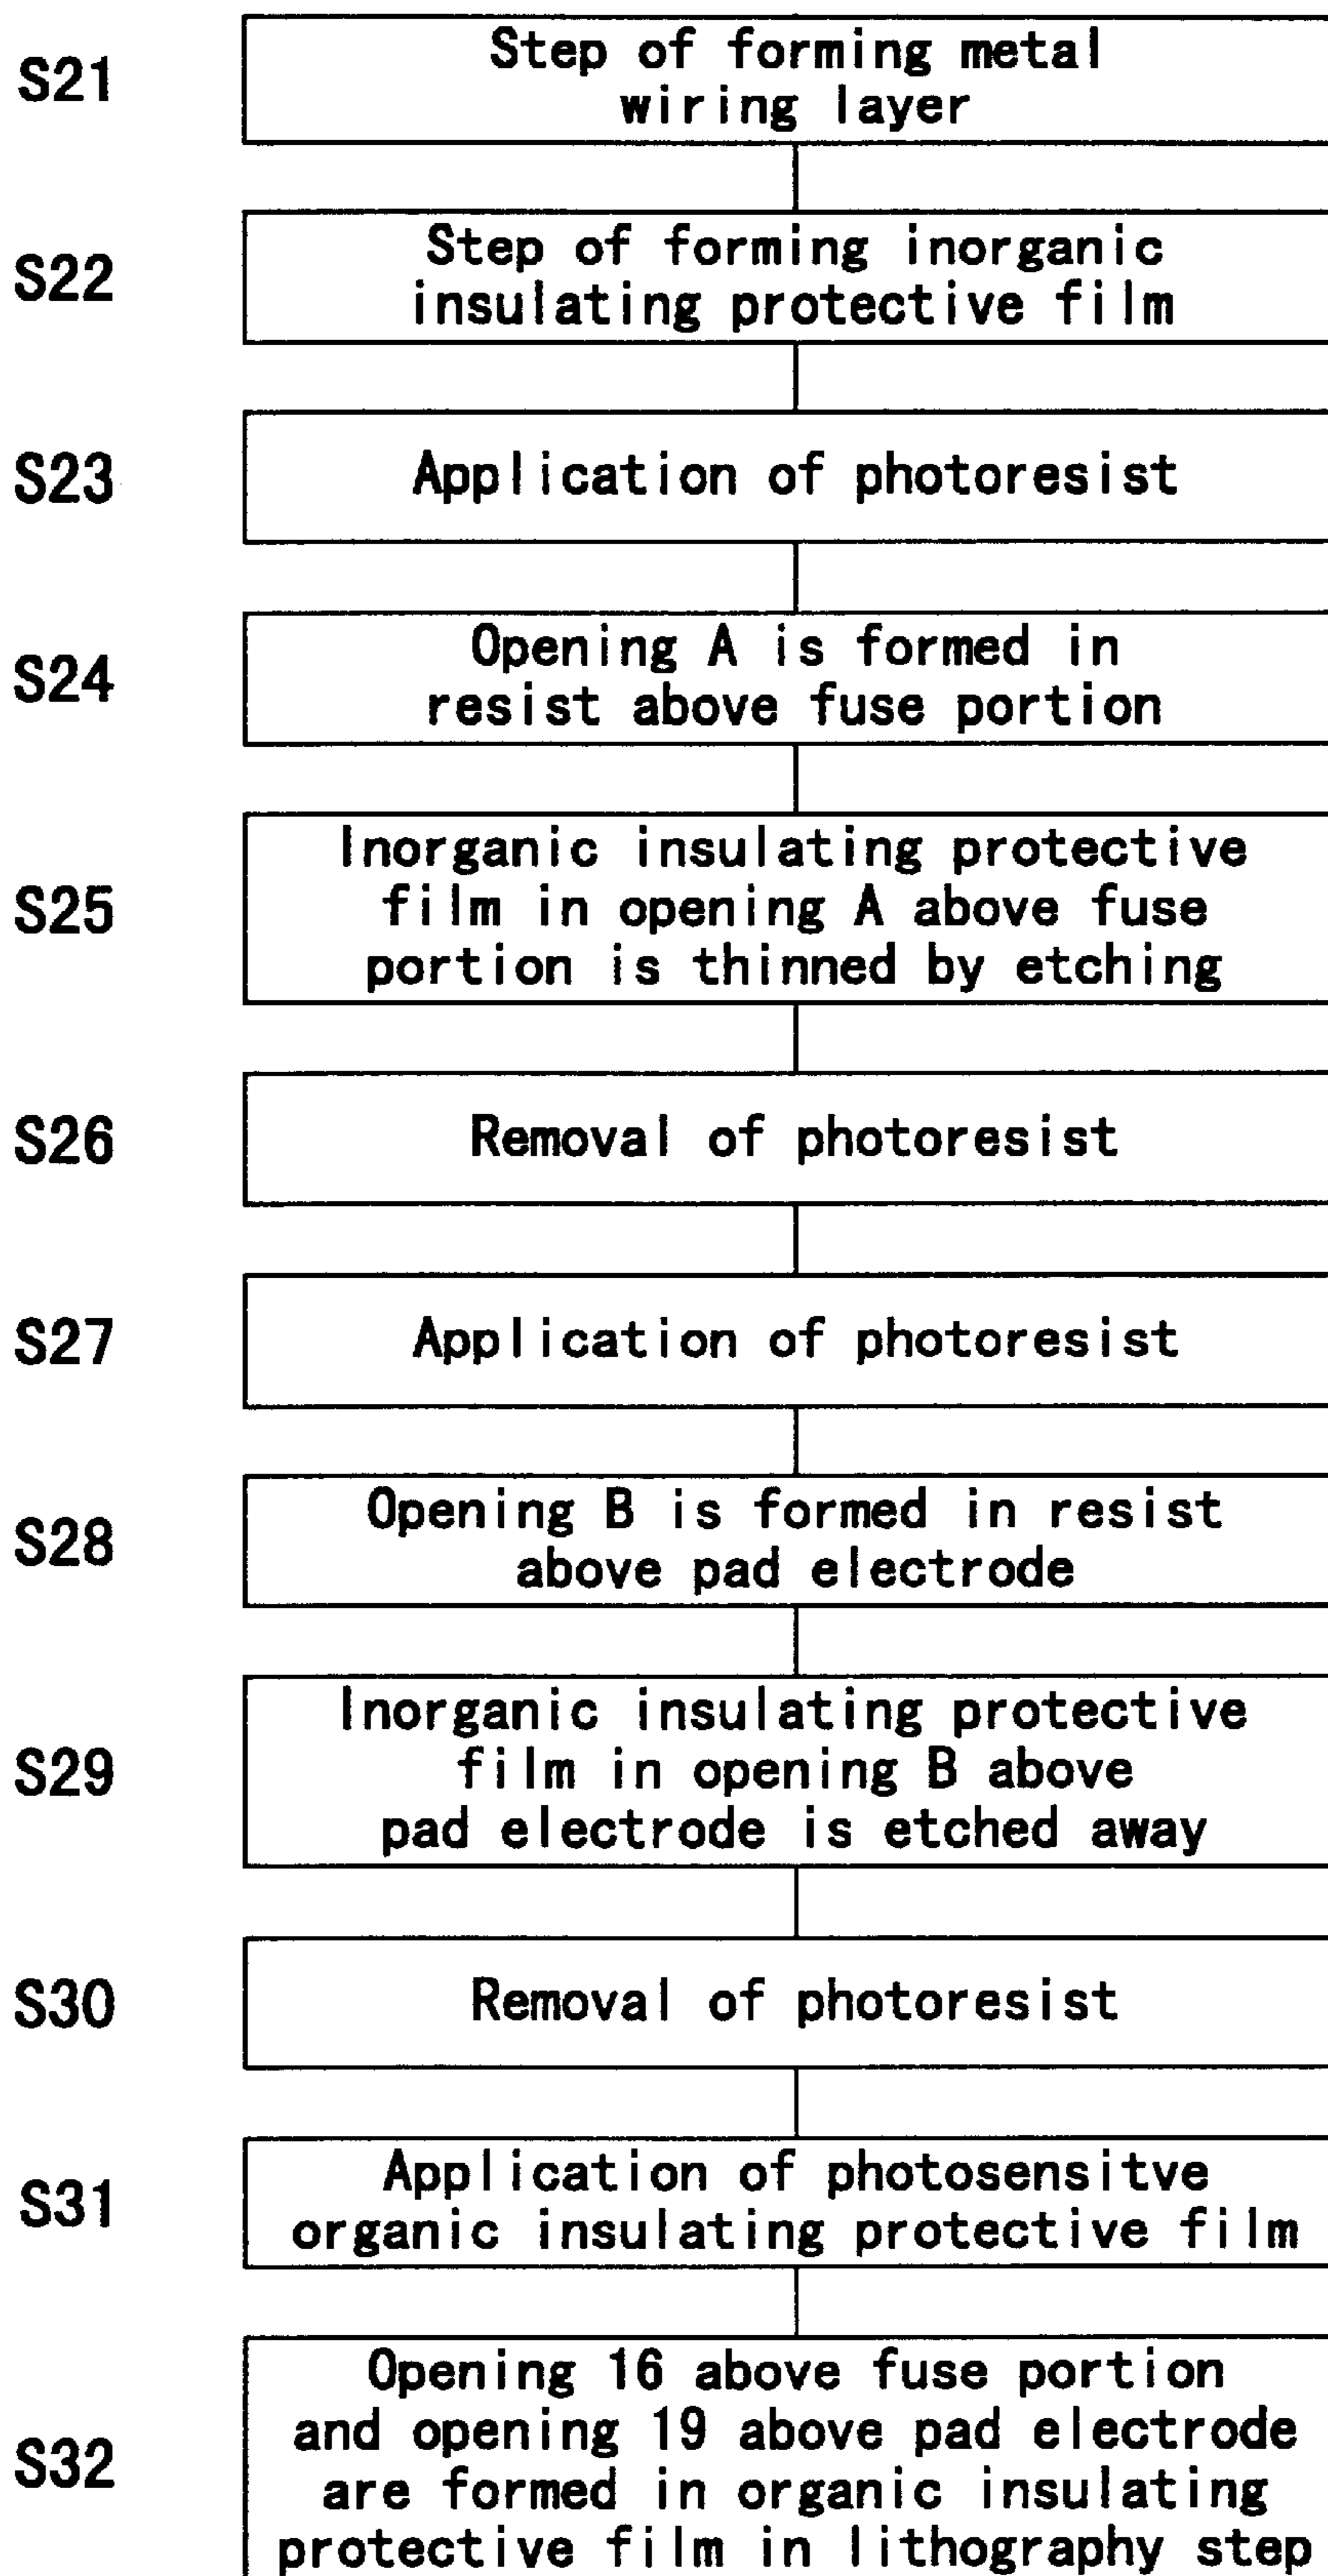 S21
Step of forming metal
wiring layer
S22
Step of forming inorganic
insulating protective film
S23
Application of photoresist
S24
Opening A is formed in
resist above fuse portion
S25
Inorganic insulating protective
film in opening A above fuse
portion is thinned by etching
S26
Removal of photoresist
S27
Application of photoresist
S28
Opening B is formed in resist
above pad electrode
S29
Inorganic insulating protective
film in opening B above
pad electrode is etched away
S30
Removal of photoresist
S31
Application of photosensitve
organic insulating protective film
S32
Opening 16 above fuse portion
and opening 19 above pad electrode
are formed in organic insulating
protective film in lithography step